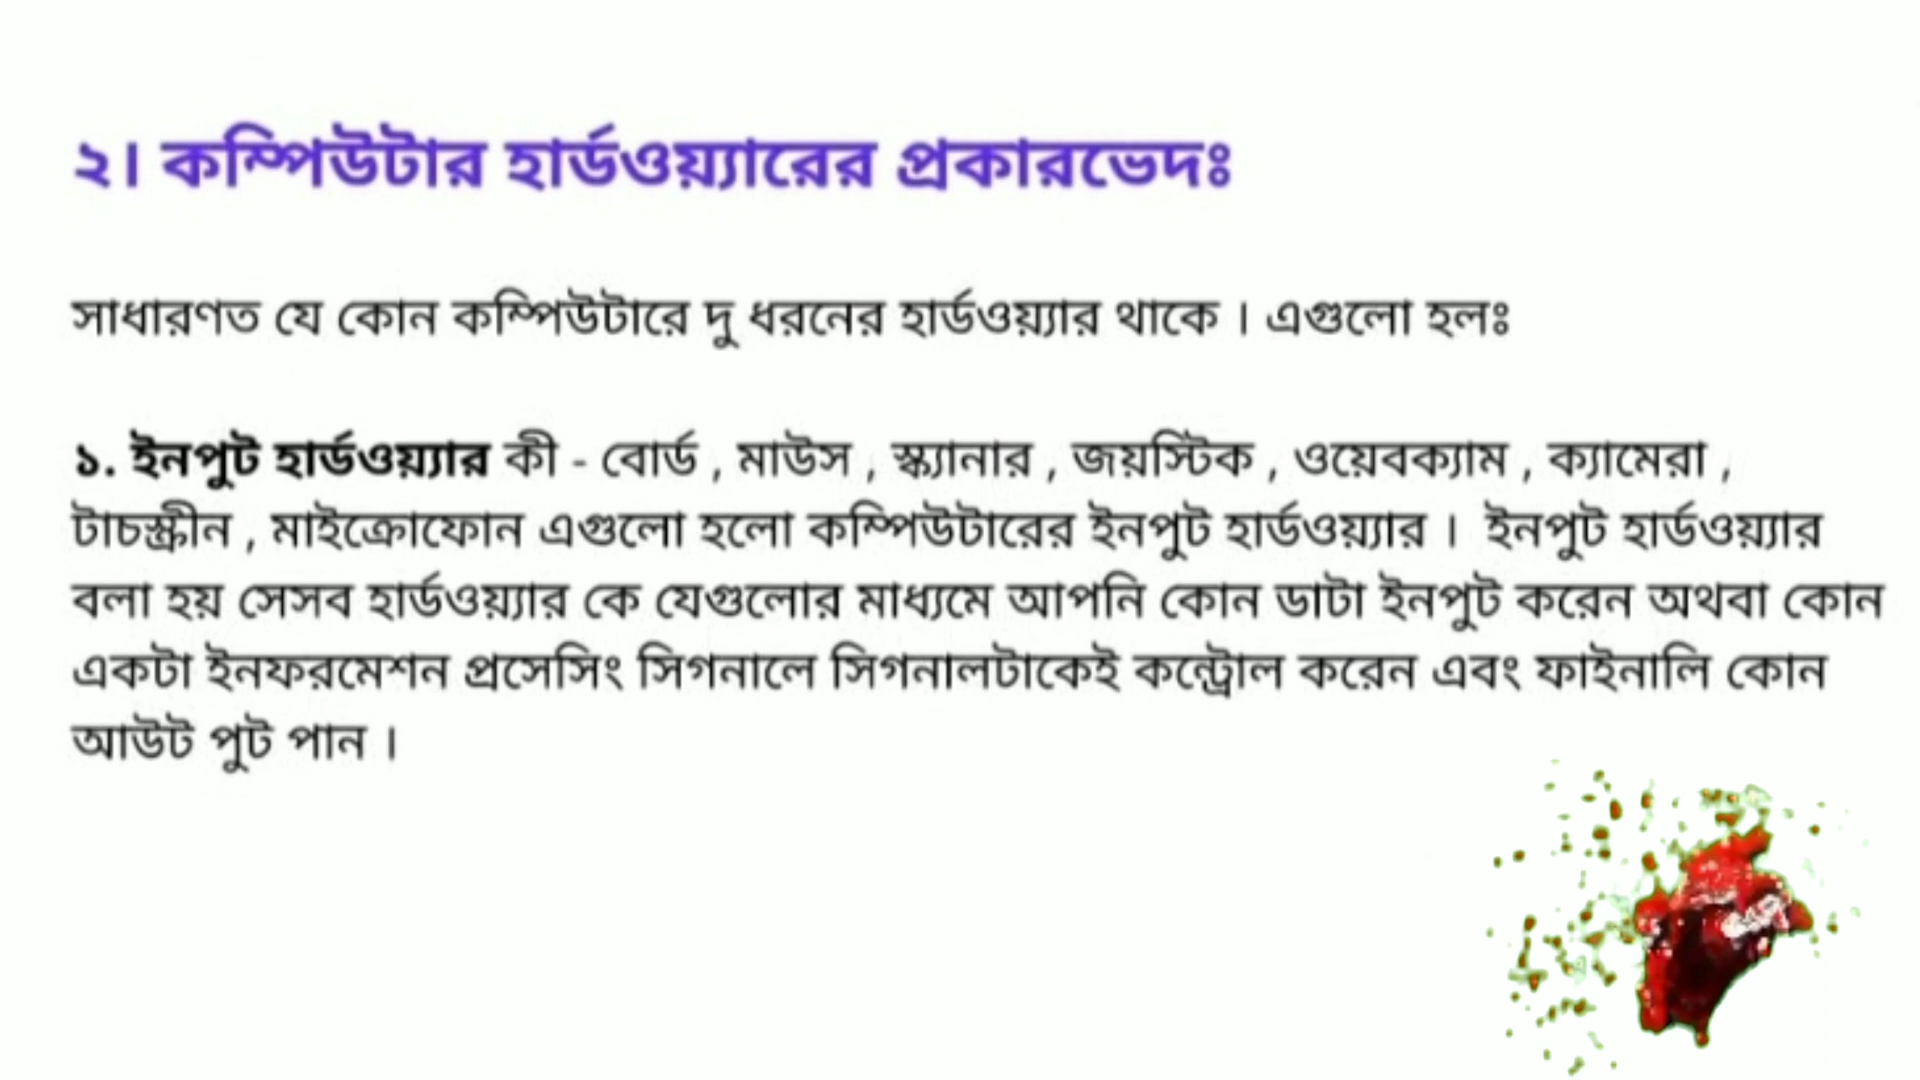 ২। কম্পিউটার হার্ডওয়্যারের প্রকারভেদঃ
সাধারণত যে কোন কম্পিউটারে দু ধরনের হার্ডওয়্যার থাকে । এগুলো হলঃ
১. ইনপুট হার্ডওয়্যার কী - বোর্ড , মাউস , স্ক্যানার , জয়স্টিক , ওয়েবক্যাম , ক্যামেরা ,
টাচস্ক্রীন , মাইক্রোফোন এগুলো হলো কম্পিউটারের ইনপুট হার্ডওয়্যার । ইনপুট হার্ডওয়্যার
বলা হয় সেসব হার্ডওয়্যার কে যেগুলোর মাধ্যমে আপনি কোন ডাটা ইনপুট করেন অথবা কোন
একটা ইনফরমেশন প্রসেসিং সিগনালে সিগনালটাকেই কন্ট্রোল করেন এবং ফাইনালি কোন
আউট পুট পান ।